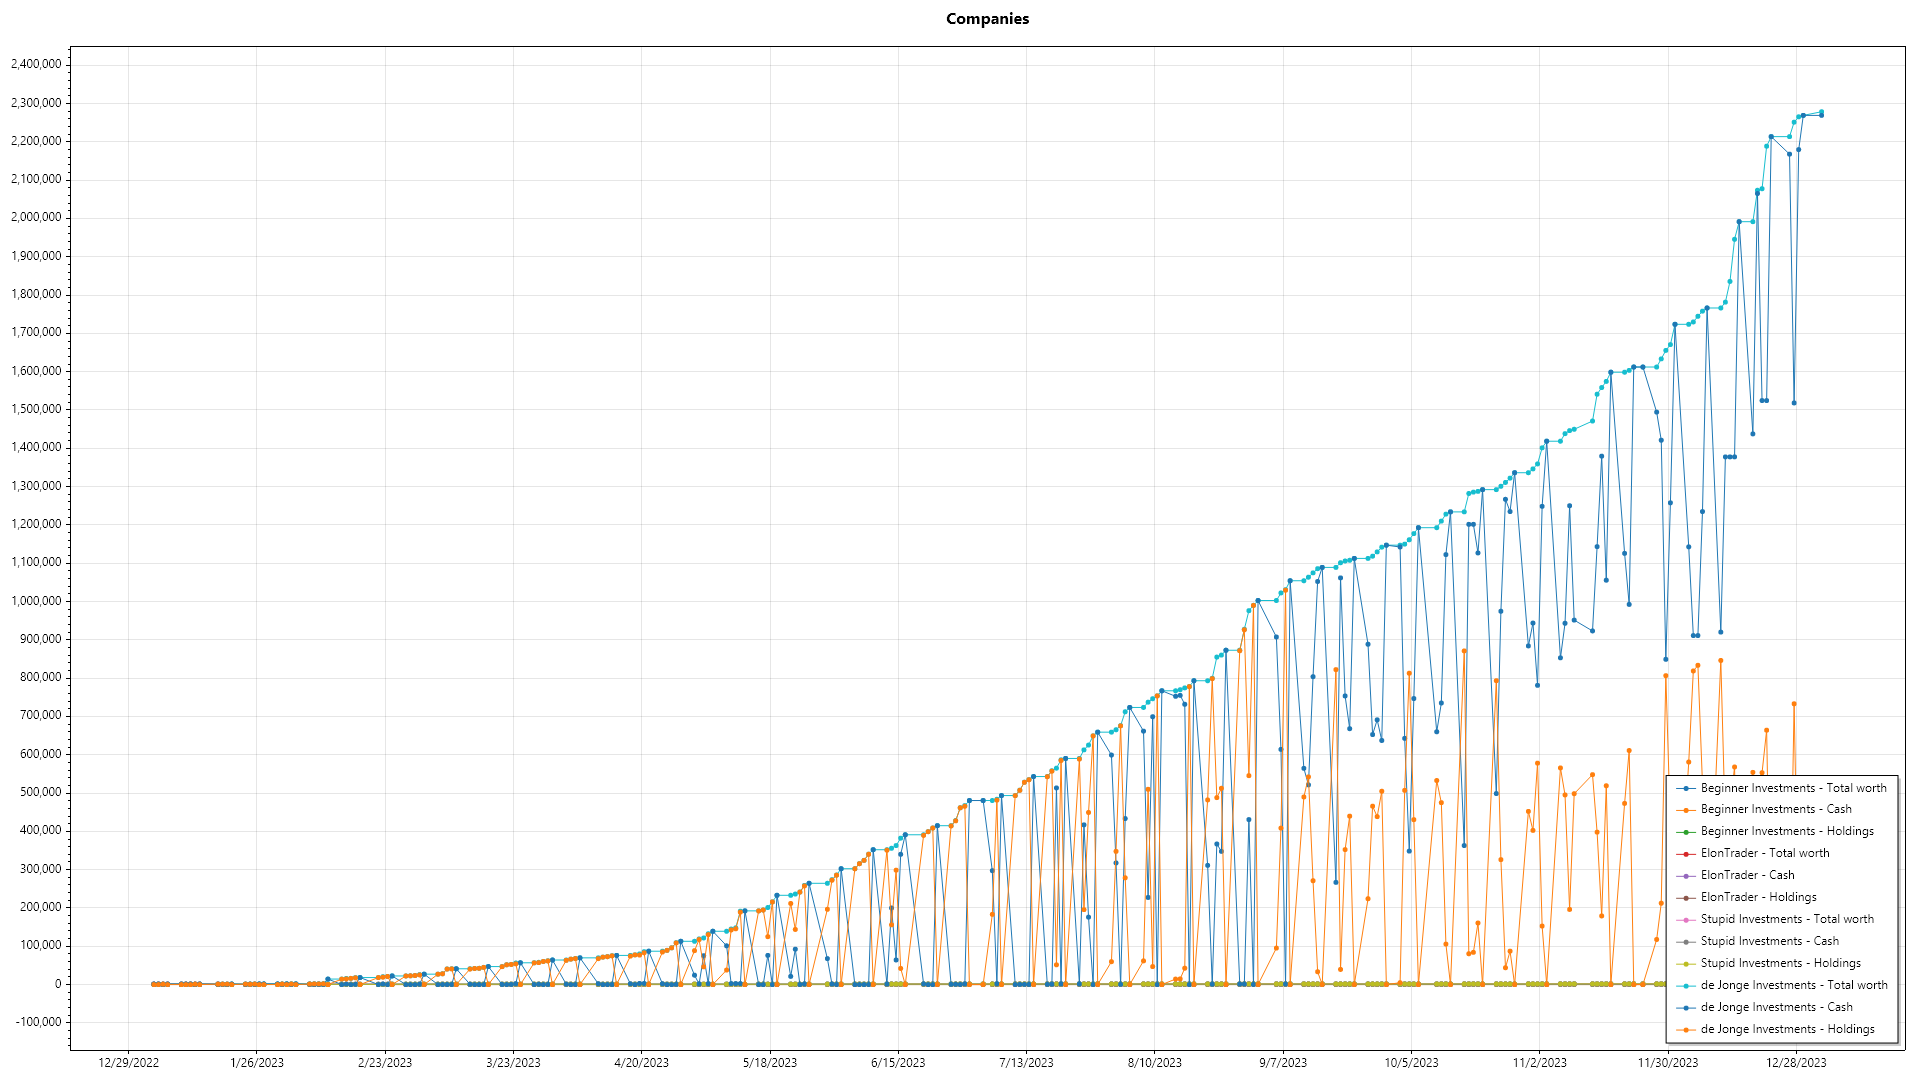 Companies
2,400,000
2,300,000
2,200,000
2,100,000
2,000,000
1,900,000
1,800,000
1,700,000
1,600,000
1,500,000
1,400,000
1,300,000
1,200,000
1,100,000
1,000,000
900,000
800,000
700,000
600,000
500,000
400,000
300,000
200,000
100,000
0
-100,000
Beginner Investments - Total worth
Beginner Investments - Cash
Beginner Investments - Holdings
ElonTrader - Total worth
ElonTrader - Cash
ElonTrader - Holdings
Stupid Investments - Total worth
Stupid Investments - Cash
Stupid Investments - Holdings
de Jonge Investments - Total worth
de Jonge Investments - Cash
de Jonge Investments - Holdings
12/29/2022 1/26/2023 2/23/2023 3/23/2023 4/20/2023 5/18/2023 6/15/2023 7/13/2023 8/10/2023 9/7/2023 10/5/2023 11/2/2023 11/30/2023 12/28/2023